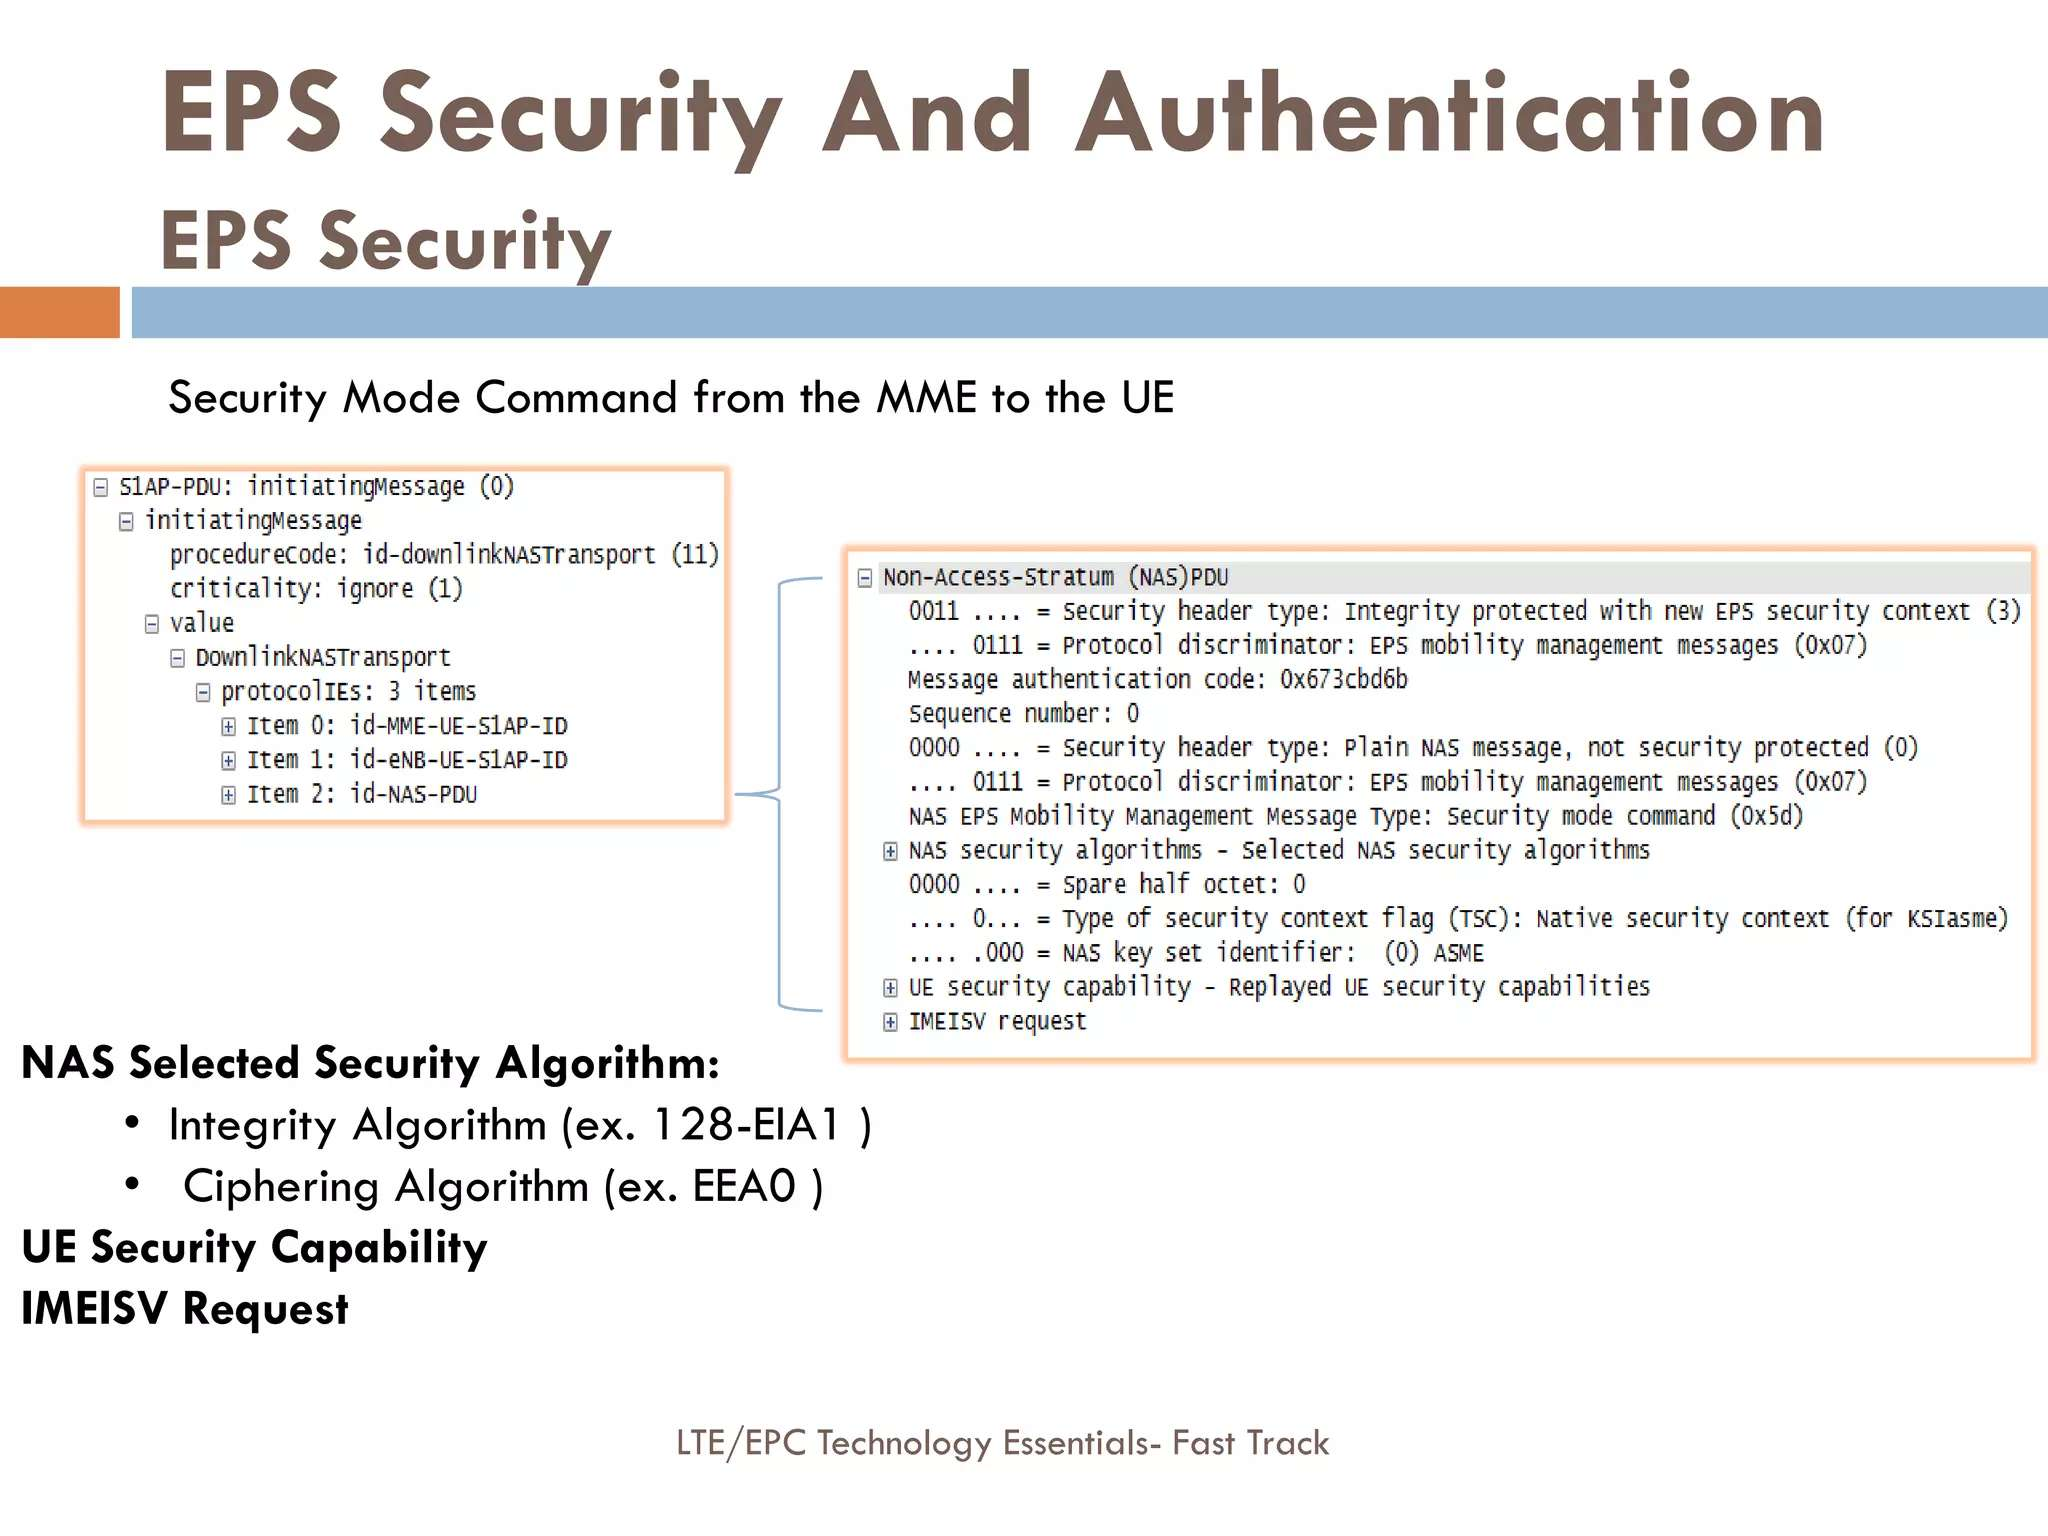 EPS Security And Authentication
EPS Security
Security Mode Command from the MME to the UE
S1AP-PDU: initiatingMessage (0)
initiatingMessage
procedureCode: id-downlinkNASTransport (11)
criticality: ignore (1)
value
DownlinkNASTransport
protocolIEs: 3 items
Item 0: id-MME-UE-S1AP-ID
Item 1: id-eNB-UE-S1AP-ID
Item 2: id-NAS-PDU
Non-Access-Stratum (NAS)PDU
0011 .... = Security header type: Integrity protected with new EPS security context (3)
.... 0111 = Protocol discriminator: EPS mobility management messages (0x07)
Message authentication code: 0x673cbd6b
Sequence number: 0
0000 .... = Security header type: Plain NAS message, not security protected (0)
.... 0111 = Protocol discriminator: EPS mobility management messages (0x07)
NAS EPS Mobility Management Message Type: Security mode command (0x5d)
NAS security algorithms - Selected NAS security algorithms
0000 .... = Spare half octet: 0
.... 0... = Type of security context flag (TSC): Native security context (for KSIasme)
.... .000 = NAS key set identifier:  (0) ASME
UE security capability - Replayed UE security capabilities
IMEISV request
NAS Selected Security Algorithm:
• Integrity Algorithm (ex. 128-EIA1 )
• Ciphering Algorithm (ex. EEA0 )
UE Security Capability
IMEISV Request
LTE/EPC Technology Essentials- Fast Track